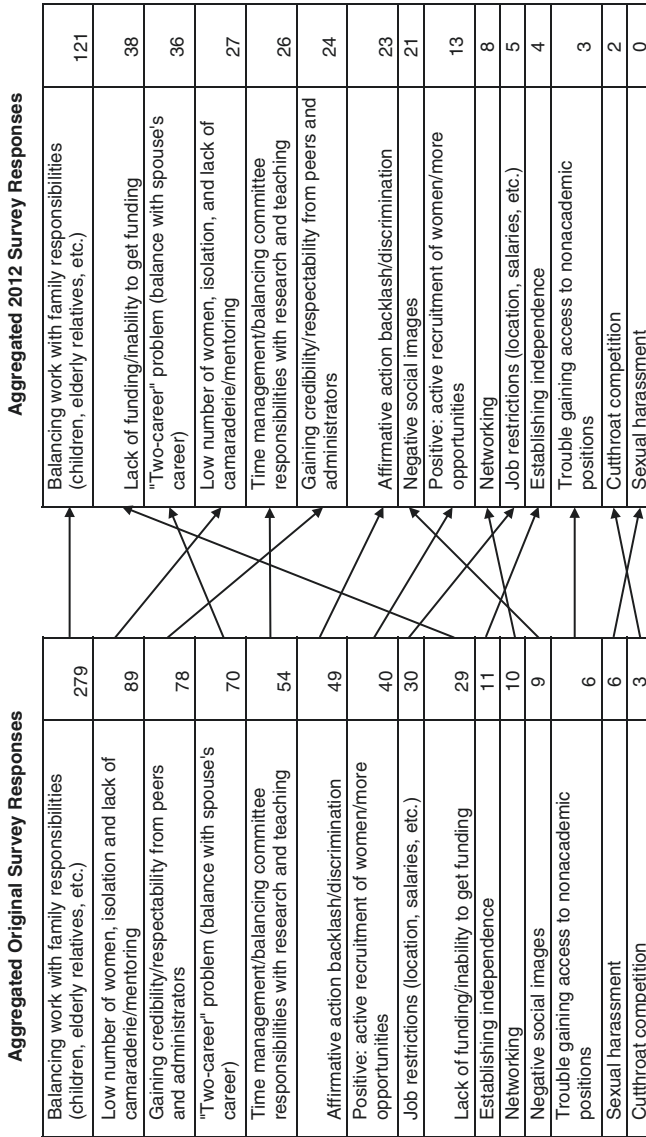 Aggregated Original Survey Responses
Balancing work with family responsibilities
(children, elderly relatives, etc.)
279
Low number of women, isolation and lack of
camaraderie/mentoring
89
Gaining credibility/respectability from peers
and administrators
78
"Two-career" problem (balance with spouse's
career)
70
Time management/balancing committee
responsibilities with research and teaching
54
Affirmative action backlash/discrimination
49
Positive: active recruitment of women/more
opportunities
40
Job restrictions (location, salaries, etc.)
30
Lack of funding/inability to get funding
29
Establishing independence
11
Networking
10
Negative social images
9
Trouble gaining access to nonacademic
positions
6
Sexual harassment
6
Cutthroat competition
3
Aggregated 2012 Survey Responses
Balancing work with family responsibilities
(children, elderly relatives, etc.)
121
Lack of funding/inability to get funding
38
"Two-career" problem (balance with spouse's
career)
36
Low number of women, isolation, and lack of
camaraderie/mentoring
27
Time management/balancing committee
responsibilities with research and teaching
26
Gaining credibility/respectability from peers and
administrators
24
Affirmative action backlash/discrimination
23
Negative social images
21
Positive: active recruitment of women/more
opportunities
13
Networking
8
Job restrictions (location, salaries, etc.)
5
Establishing independence
4
Trouble gaining access to nonacademic
positions
3
Cutthroat competition
2
Sexual harassment
0